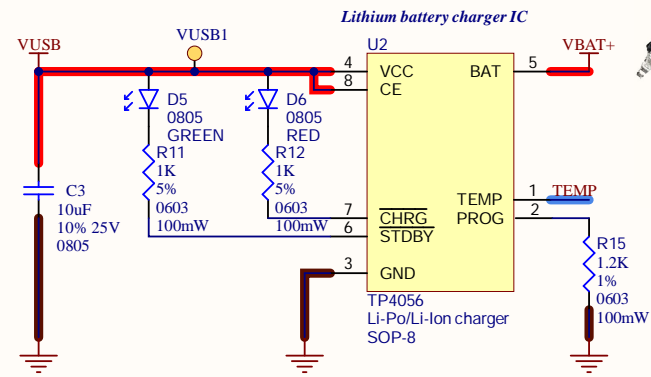 Lithium battery charger IC
VUSB
VUSB1
U2
VBAT+
4
VCC
BAT
5
8
CE
D5
0805
GREEN
D6
0805
RED
R11
1K
5%
0603
100mW
R12
1K
5%
0603
100mW
C3
10uF
10% 25V
0805
TEMP
1
TEMP
7
CHRG
PROG
2
6
STDBY
3
GND
R15
1.2K
1%
0603
100mW
TP4056
Li-Po/Li-Ion charger
SOP-8